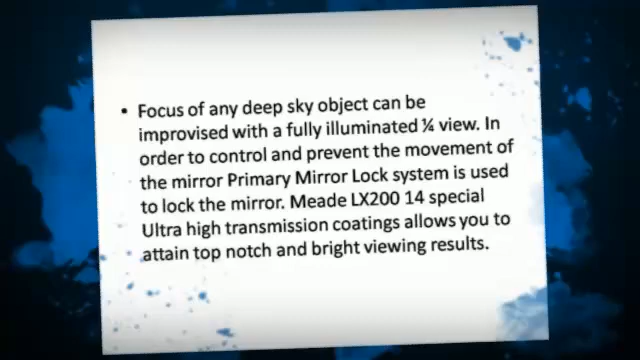 • Focus of any deep sky object can be
improvised with a fully illuminated ¼ view. In
order to control and prevent the movement of
the mirror Primary Mirror Lock system is used
to lock the mirror. Meade LX200 14 special
Ultra high transmission coatings allows you to
attain top notch and bright viewing results.